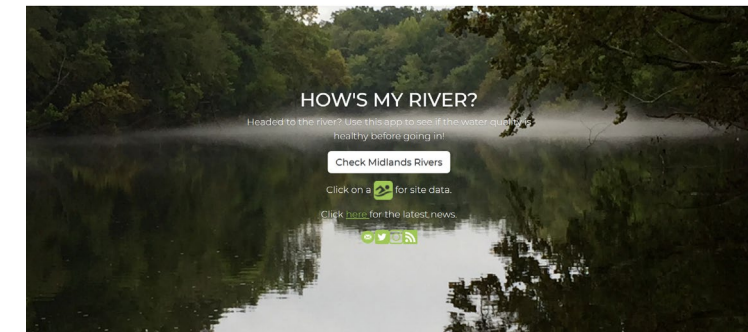 HOW'S MY RIVER?
Headed to the river? Use this app to see if the water quality is
healthy before going in!
Check Midlands Rivers
Click on a for site data.
Click here for the latest news.